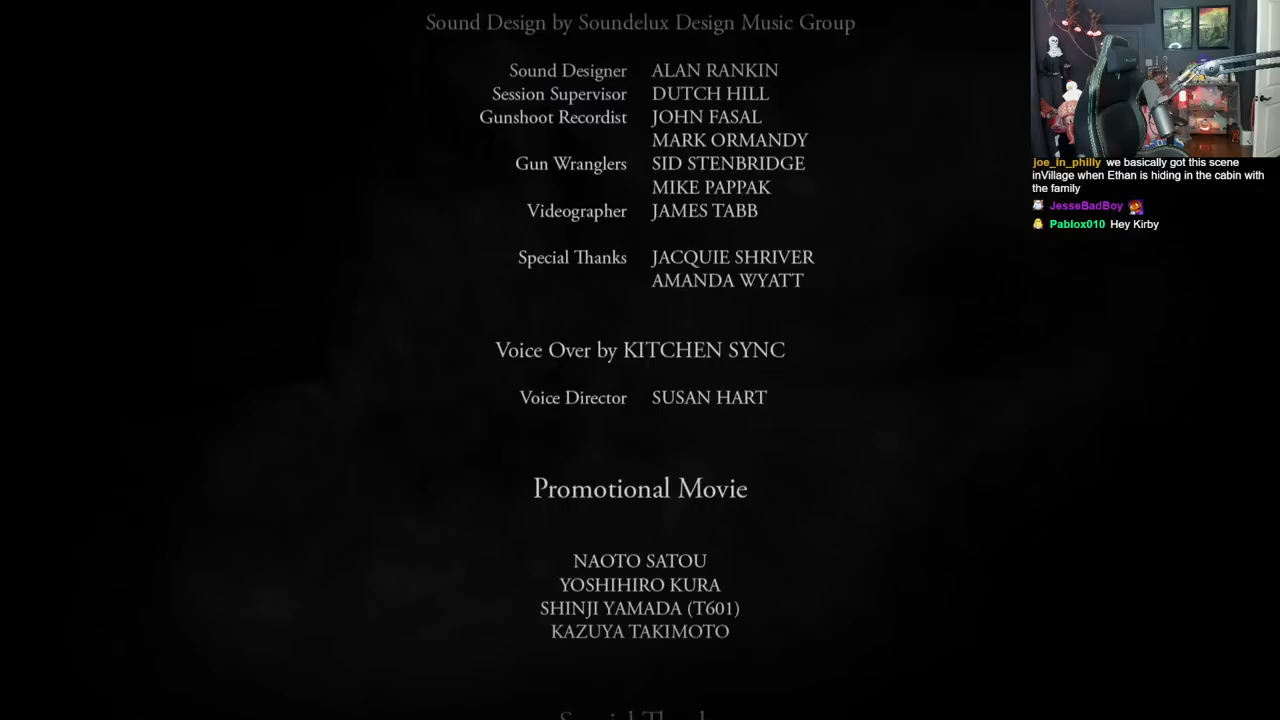 Sound Design by Soundelux Design Music Group
Sound Designer ALAN RANKIN
Session Supervisor DUTCH HILL
Gunshoot Recordist JOHN FASAL
MARK ORMANDY
Gun Wranglers SID STENBRIDGE
MIKE PAPPAK
Videographer JAMES TABB
Special Thanks JACQUIE SHRIVER
AMANDA WYATT
Voice Over by KITCHEN SYNC
Voice Director SUSAN HART
Promotional Movie
NAOTO SATOU
YOSHIHIRO KURA
SHINJI YAMADA (T601)
KAZUYA TAKIMOTO
joe_in_philly we basically got this scene
inVillage when Ethan is hiding in the cabin with
the family
JesseBadBoy
Pablox010 Hey Kirby